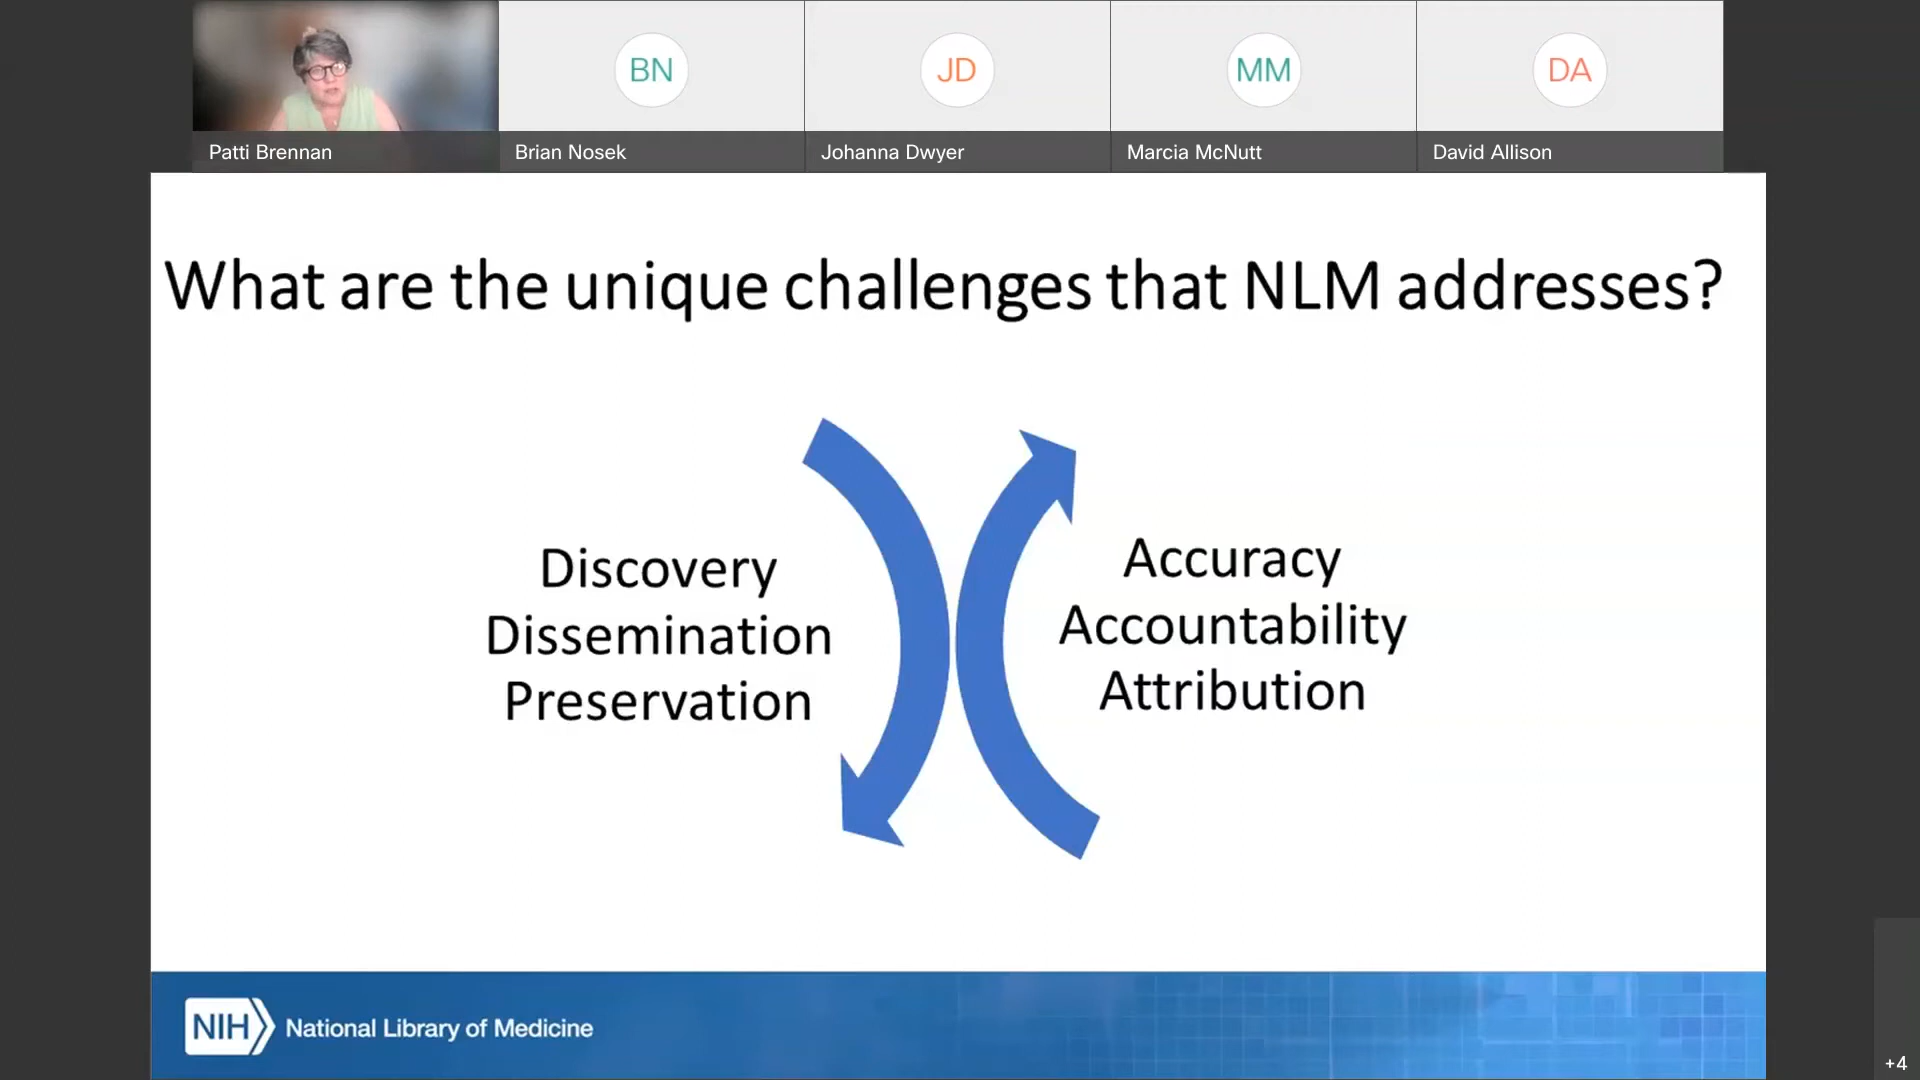 BN
JD
MM
DA
Patti Brennan
Brian Nosek
Johanna Dwyer
Marcia McNutt
David Allison
What are the unique challenges that NLM addresses?
Discovery
Dissemination
Preservation
Accuracy
Accountability
Attribution
NIH National Library of Medicine
+4